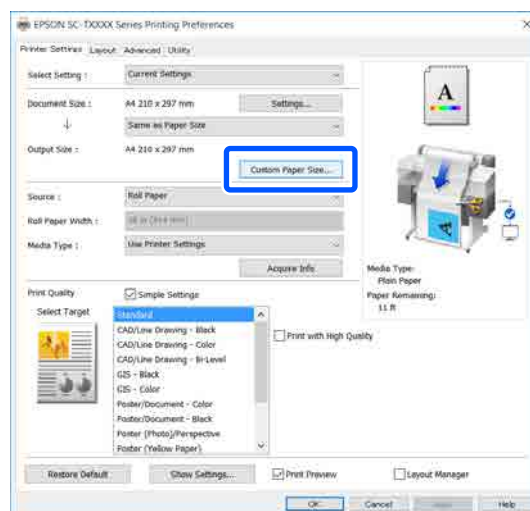 EPSON SC-TXXXX Series Printing Preferences
Printer Settings Layout Advanced Utility
Select Setting : Current Settings
Document Size : A4 210 x 297 mm Settings...
Same as Paper Size
Output Size : A4 210 x 297 mm
Custom Paper Size...
Source : Roll Paper
Roll Paper Width :
Media Type : Use Printer Settings
Acquire Info
A
Media Type:
Plain Paper
Paper Remaining:
11 ft
Print Quality Simple Settings
Select Target
Standard
CAD/Line Drawing - Black
CAD/Line Drawing - Color
CAD/Line Drawing - Bi-Level
GIS - Black
GIS - Color
Poster/Document - Color
Poster/Document - Black
Poster (Photo)/Perspective
Poster (Yellow Paper)
Print with High Quality
Restore Default Show Settings... Print Preview Layout Manager
OK Cancel Help